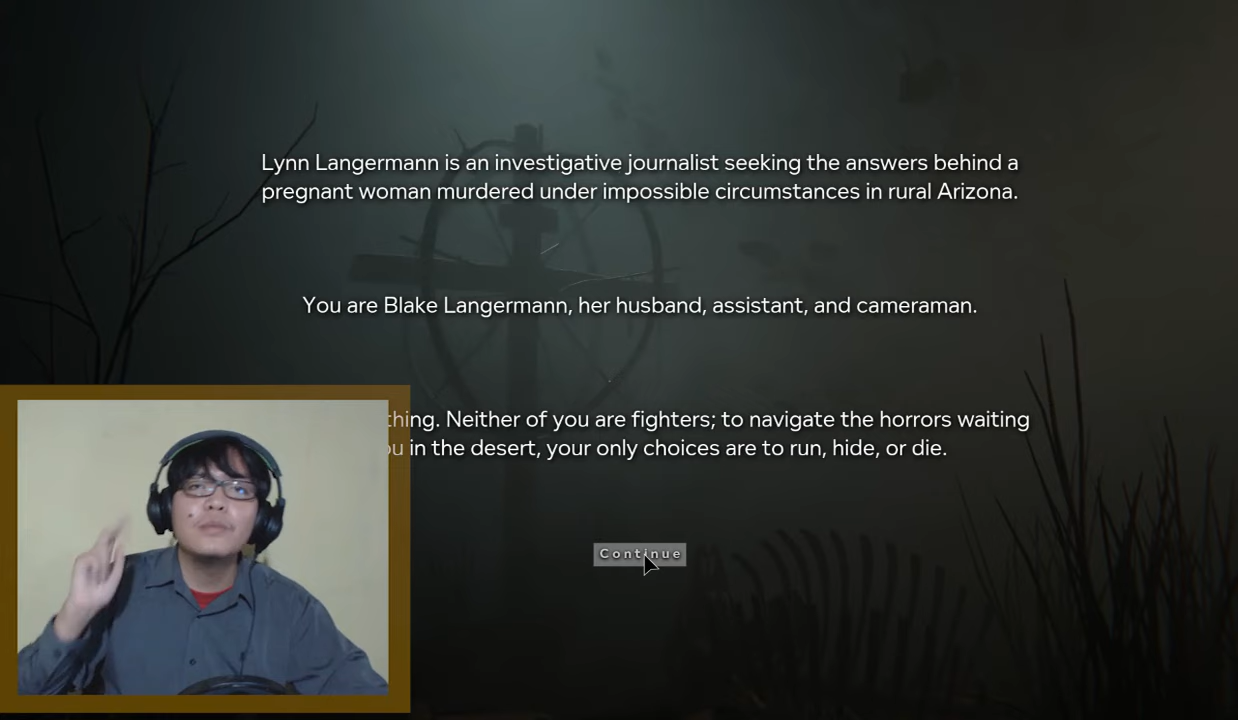 Lynn Langermann is an investigative journalist seeking the answers behind a
pregnant woman murdered under impossible circumstances in rural Arizona.
You are Blake Langermann, her husband, assistant, and cameraman.
Neither of you are fighters; to navigate the horrors waiting
in the desert, your only choices are to run, hide, or die.
Continue